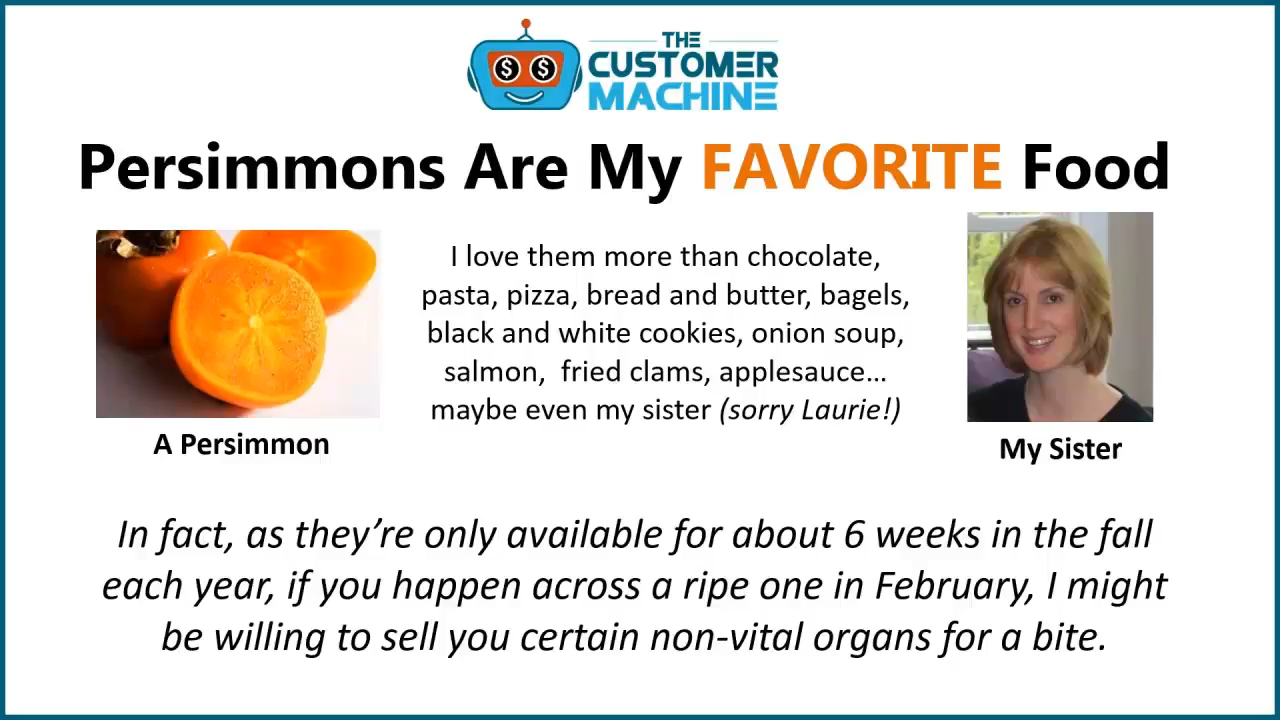 THE
CUSTOMER
MACHINE
Persimmons Are My FAVORITE Food
I love them more than chocolate,
pasta, pizza, bread and butter, bagels,
black and white cookies, onion soup,
salmon, fried clams, applesauce…
maybe even my sister (sorry Laurie!)
A Persimmon
My Sister
In fact, as they’re only available for about 6 weeks in the fall
each year, if you happen across a ripe one in February, I might
be willing to sell you certain non-vital organs for a bite.